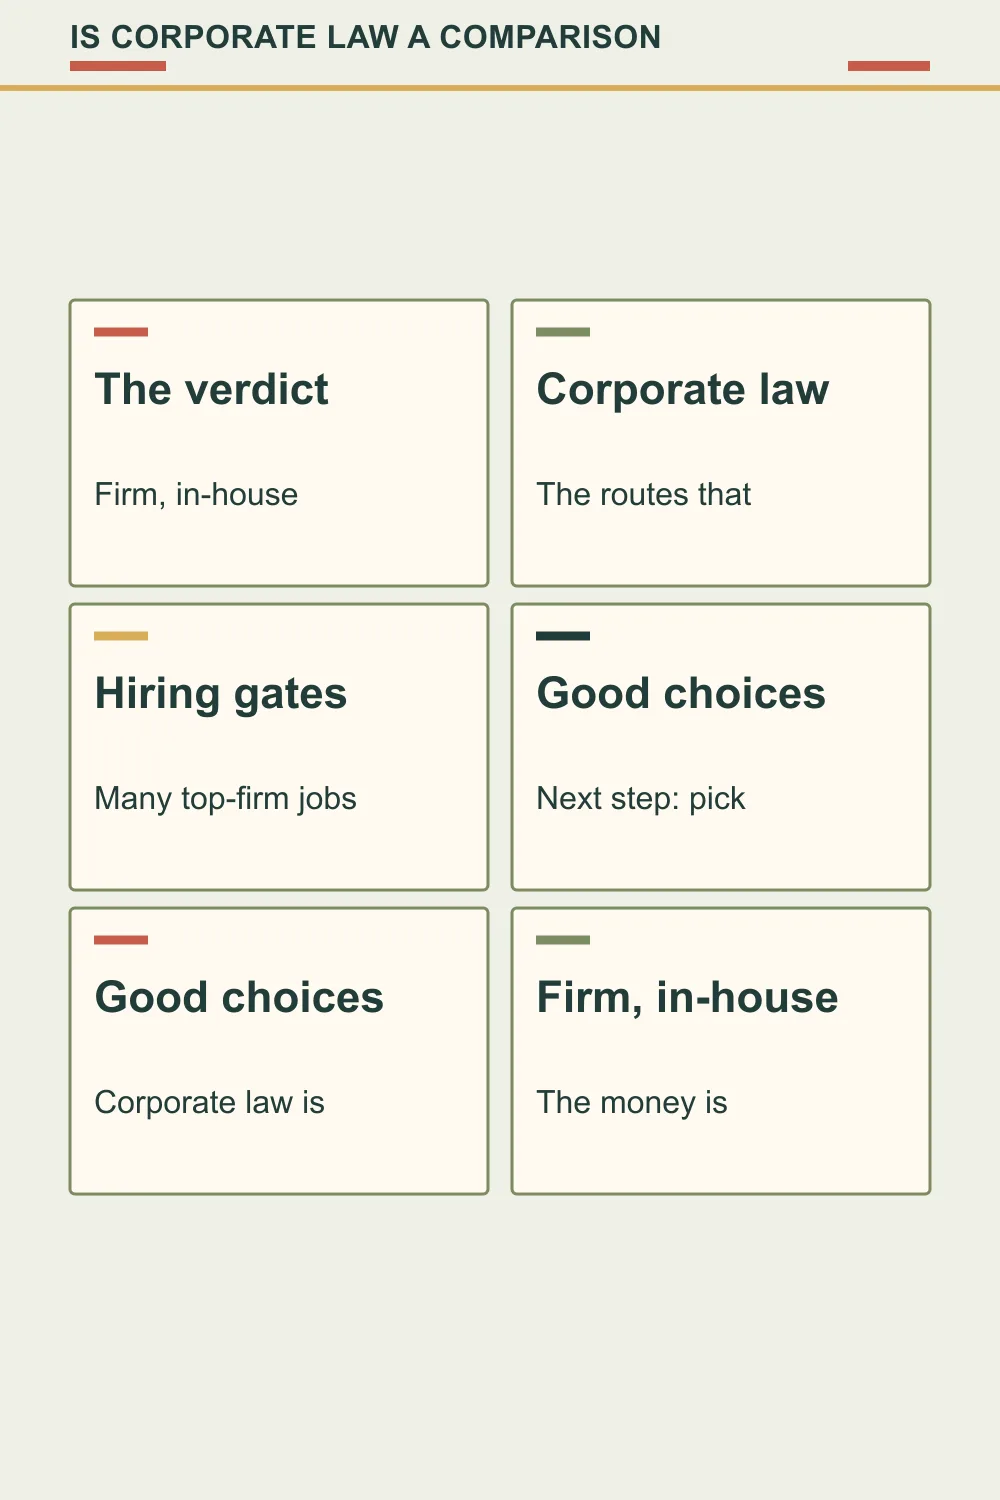 IS CORPORATE LAW A COMPARISON
The verdict
Firm, in-house
Corporate law
The routes that
Hiring gates
Many top-firm jobs
Good choices
Next step: pick
Good choices
Corporate law is
Firm, in-house
The money is